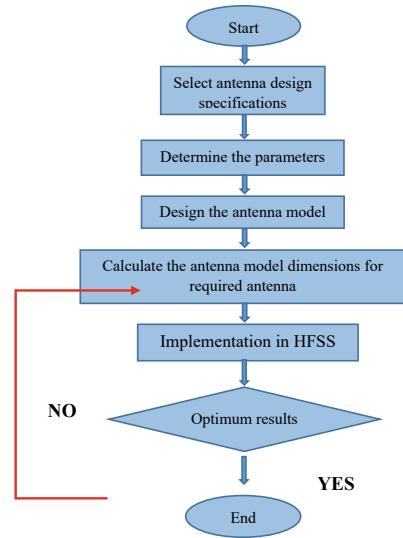 Start
Select antenna design
specifications
Determine the parameters
Design the antenna model
Calculate the antenna model dimensions for
required antenna
Implementation in HFSS
NO
Optimum results
YES
End